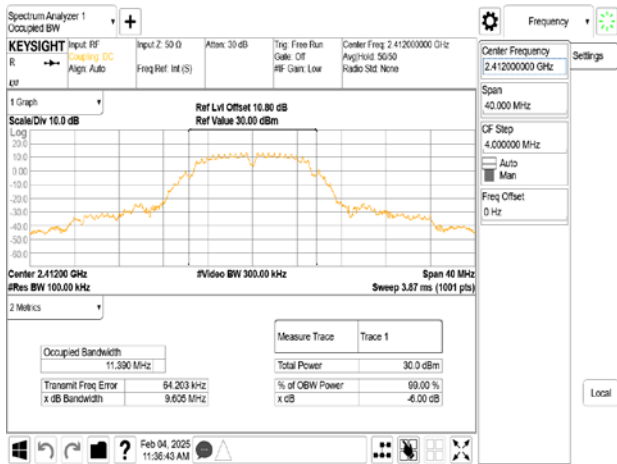 Spectrum Analyzer 1
Occupied BW
Frequency
KEYSIGHT
R
Input: RF
Coupling: DC
Align: Auto
Input Z: 50 Ω
Freq Ref: Int (S)
Atten: 30 dB
Trig: Free Run
Gate: Off
#IF Gain: Low
Center Freq: 2.412000000 GHz
Avg|Hold: 50/50
Radio Std: None
Center Frequency
2.412000000 GHz
Settings
Span
40.000 MHz
CF Step
4.000000 MHz
Auto
Man
Freq Offset
0 Hz
Local
1 Graph
Scale/Div 10.0 dB
Ref Lvl Offset 10.80 dB
Ref Value 30.00 dBm
Log
20.0
10.0
0.00
-10.0
-20.0
-30.0
-40.0
-50.0
-60.0
Center 2.41200 GHz
#Res BW 100.00 kHz
#Video BW 300.00 kHz
Span 40 MHz
Sweep 3.87 ms (1001 pts)
2 Metrics
Occupied Bandwidth
11.390 MHz
Transmit Freq Error 64.203 kHz
x dB Bandwidth 9.605 MHz
Measure Trace Trace 1
Total Power 30.0 dBm
% of OBW Power 99.00 %
x dB -6.00 dB
Feb 04, 2025
11:36:43 AM